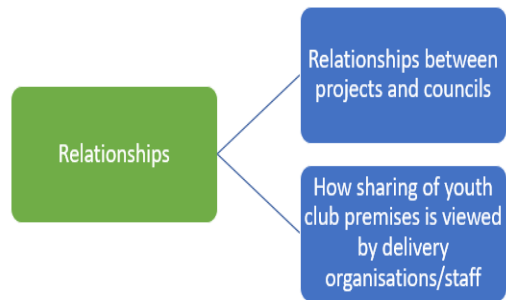 Relationships
Relationships between
projects and councils
How sharing of youth
club premises is viewed
by delivery
organisations/staff